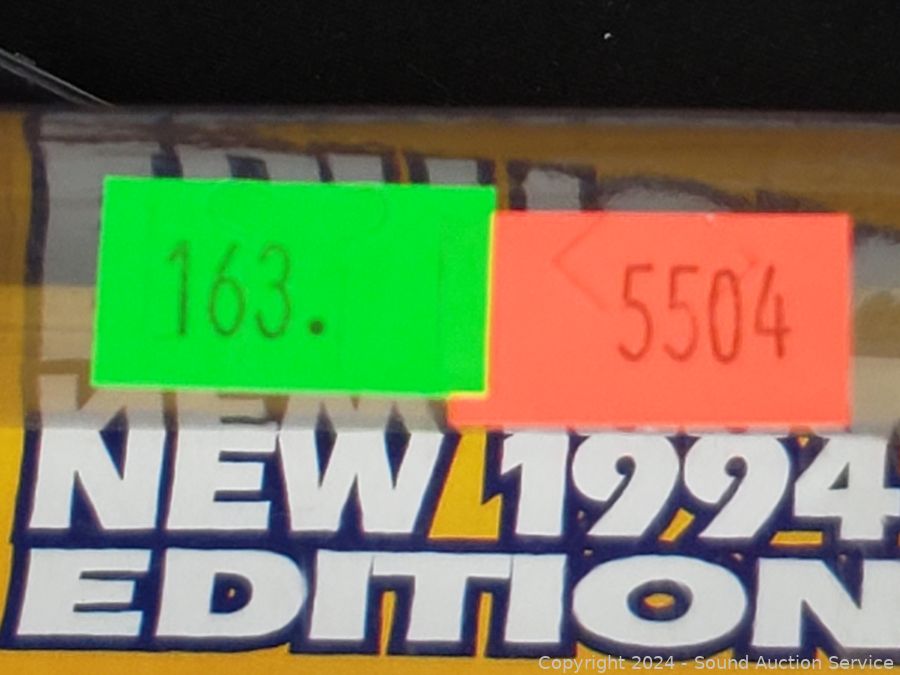 163.
5504
NEW 1994
EDITION
Copyright 2024 - Sound Auction Service